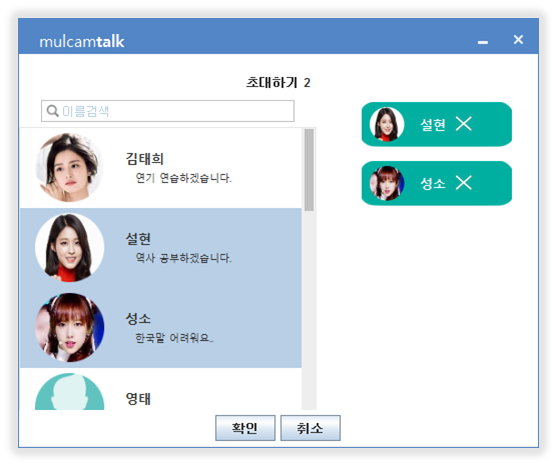 mulcamtalk
초대하기 2
이름검색
김태희
연기 연습하겠습니다.
설현
역사 공부하겠습니다.
성소
한국말 어려워요..
영태
설현
성소
확인 취소